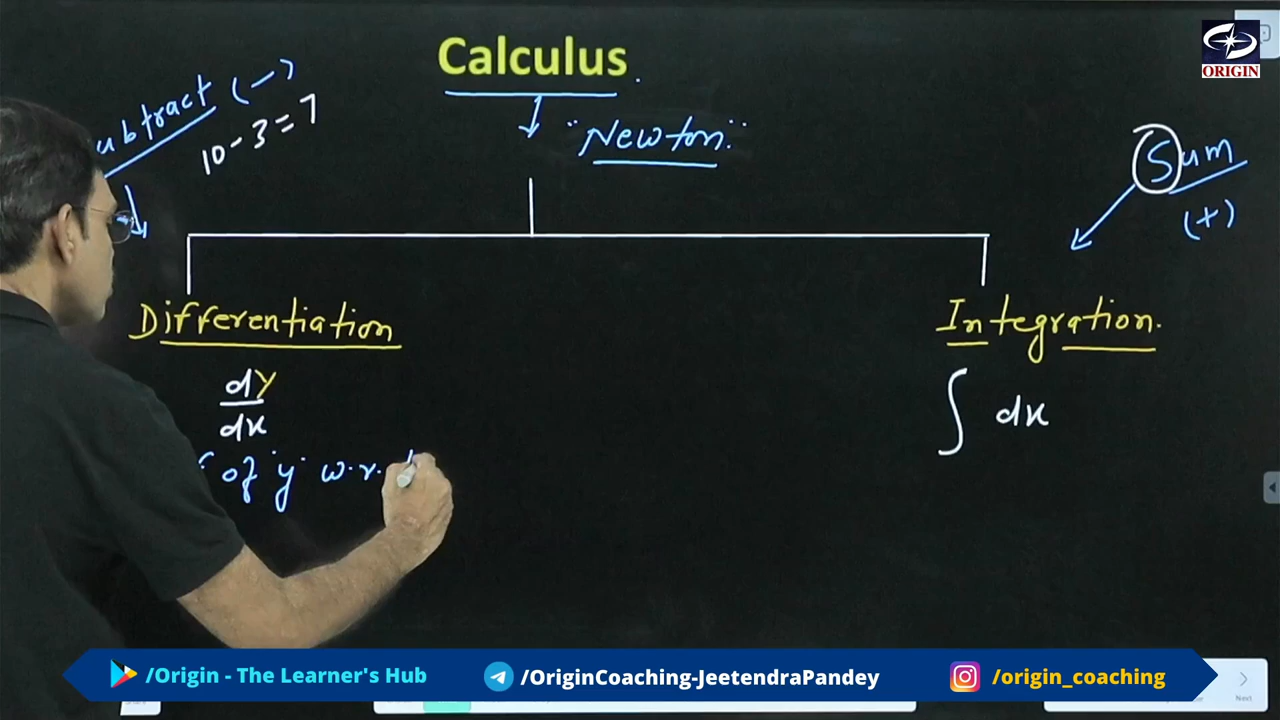 Calculus
ORIGIN
ubtract (-)
10-3=7
"Newton"
Sum
(+)
Differentiation
Integration.
dy
dx
∫ dx
of "y" w.r.t
/Origin - The Learner's Hub
/OriginCoaching-JeetendraPandey
/origin_coaching
Next